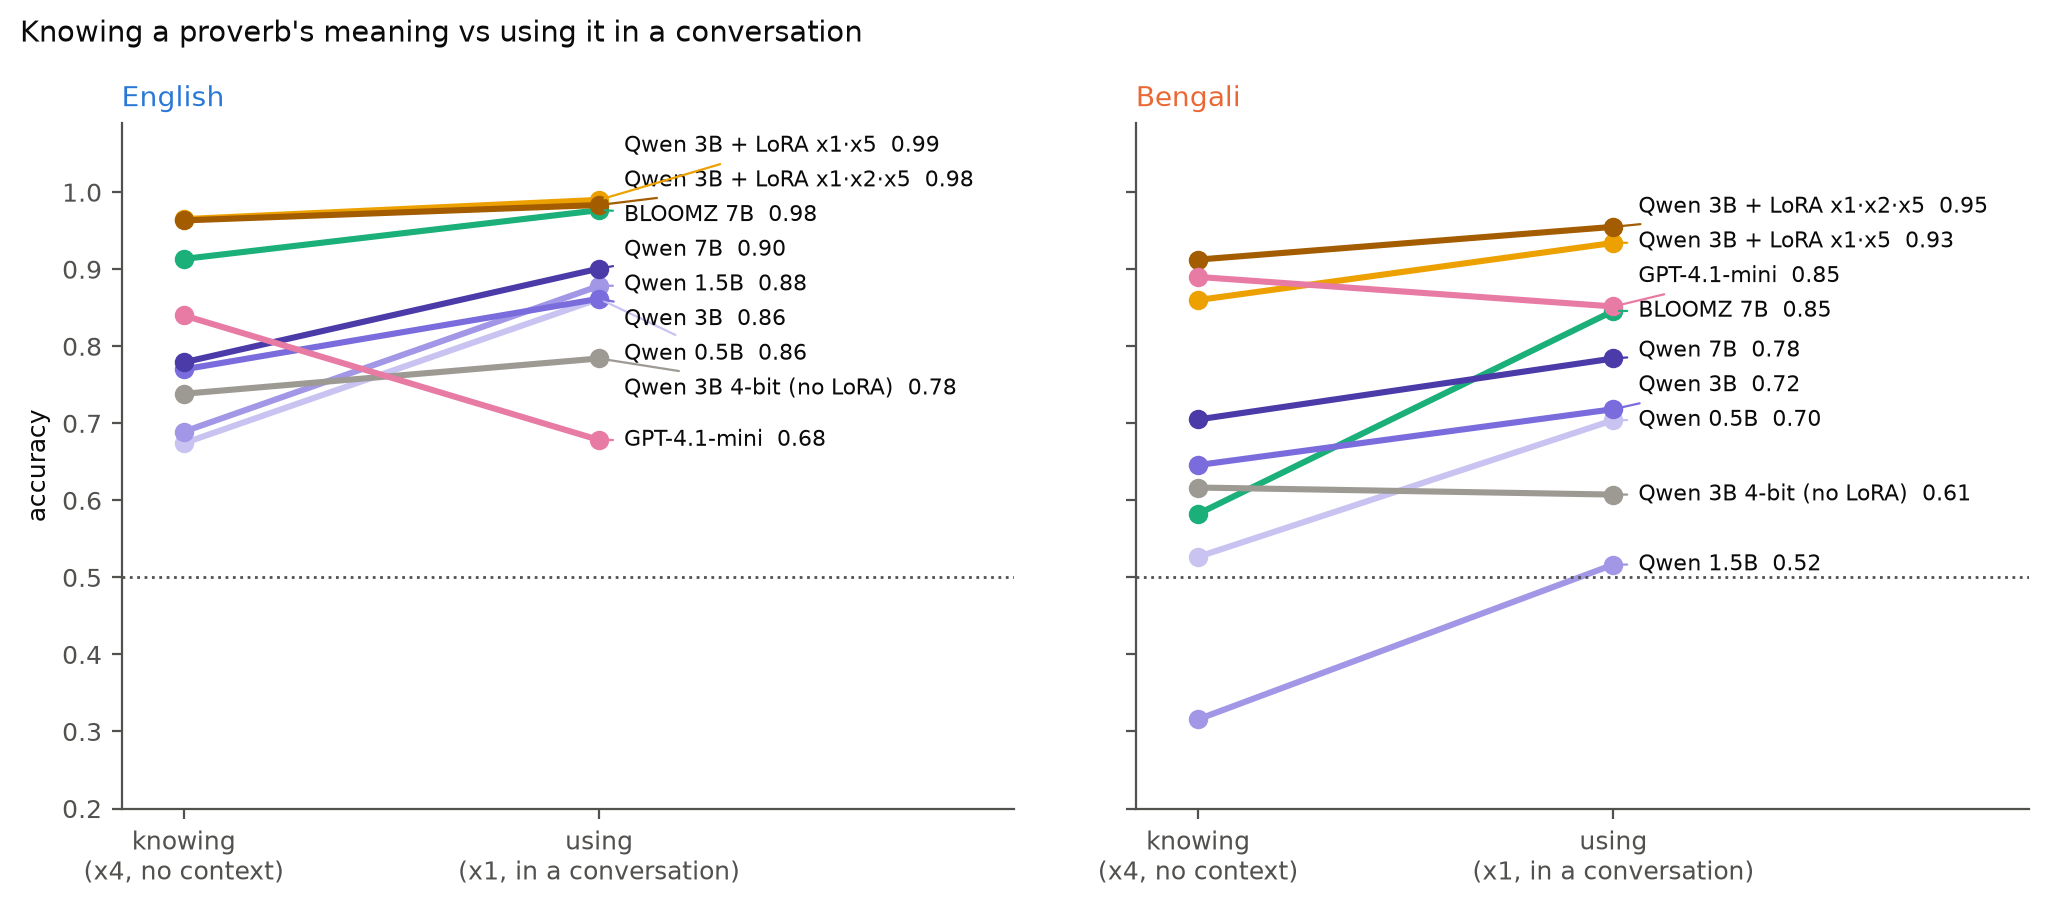 Knowing a proverb's meaning vs using it in a conversation
English
Qwen 3B + LoRA x1·x5  0.99
Qwen 3B + LoRA x1·x2·x5  0.98
BLOOMZ 7B  0.98
Qwen 7B  0.90
Qwen 1.5B  0.88
Qwen 3B  0.86
Qwen 0.5B  0.86
Qwen 3B 4-bit (no LoRA)  0.78
GPT-4.1-mini  0.68
accuracy
1.0
0.9
0.8
0.7
0.6
0.5
0.4
0.3
0.2
knowing
(x4, no context)
using
(x1, in a conversation)
Bengali
Qwen 3B + LoRA x1·x2·x5  0.95
Qwen 3B + LoRA x1·x5  0.93
GPT-4.1-mini  0.85
BLOOMZ 7B  0.85
Qwen 7B  0.78
Qwen 3B  0.72
Qwen 0.5B  0.70
Qwen 3B 4-bit (no LoRA)  0.61
Qwen 1.5B  0.52
knowing
(x4, no context)
using
(x1, in a conversation)